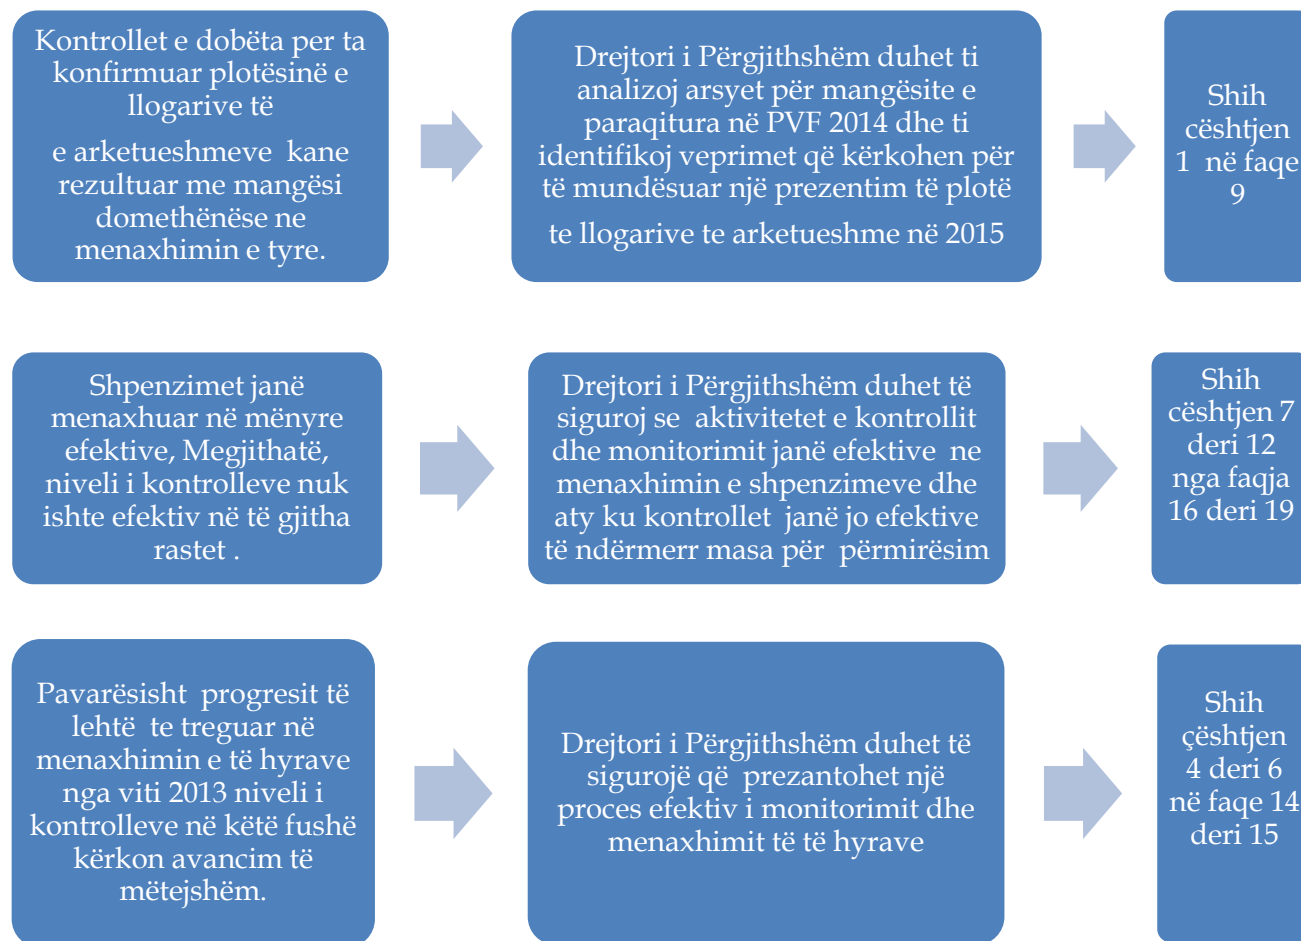 Kontrollet e dobëta per ta
konfirmuar plotësinë e
llogarive të
e arketueshmeve kane
rezultuar me mangësi
domethënëse ne
menaxhimin e tyre.
Drejtori i Përgjithshëm duhet ti
analizoj arsyet për mangësite e
paraqitura në PVF 2014 dhe ti
identifikoj veprimet që kërkohen për
të mundësuar një prezentim të plotë
te llogarive te arketueshme në 2015
Shih
cështjen
1 në faqe
9
Shpenzimet janë
menaxhuar në mënyre
efektive, Megjithatë,
niveli i kontrolleve nuk
ishte efektiv në të gjitha
rastet .
Drejtori i Përgjithshëm duhet të
siguroj se aktivitetet e kontrollit
dhe monitorimit janë efektive ne
menaxhimin e shpenzimeve dhe
aty ku kontrollet janë jo efektive
të ndërmerr masa për përmirësim
Shih
cështjen 7
deri 12
nga faqja
16 deri 19
Pavarësisht progresit të
lehtë te treguar në
menaxhimin e të hyrave
nga viti 2013 niveli i
kontrolleve në këtë fushë
kërkon avancim të
mëtejshëm.
Drejtori i Përgjithshëm duhet të
sigurojë që prezantohet një
proces efektiv i monitorimit dhe
menaxhimit të të hyrave
Shih
çështjen
4 deri 6
në faqe 14
deri 15